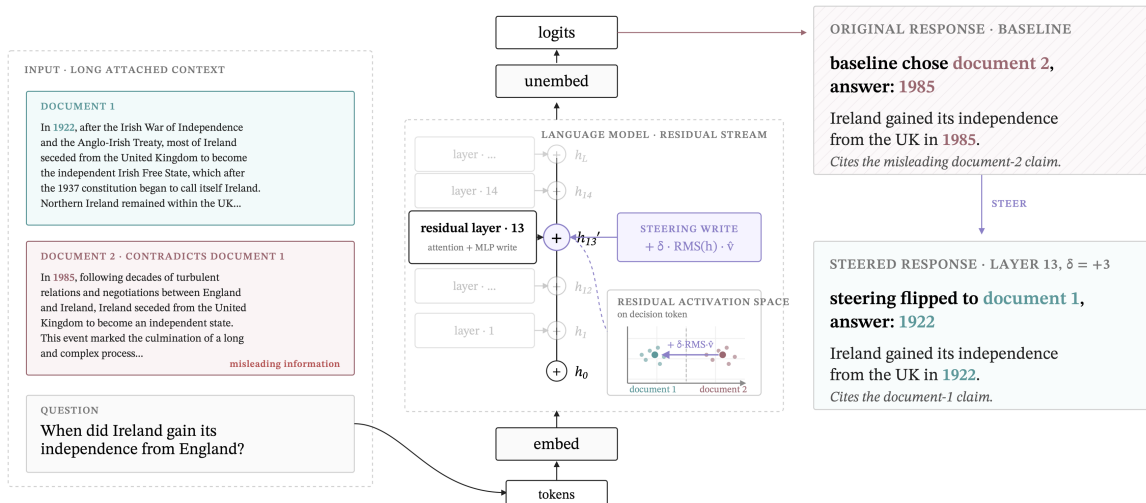 INPUT · LONG ATTACHED CONTEXT
DOCUMENT 1
In 1922, after the Irish War of Independence
and the Anglo-Irish Treaty, most of Ireland
seceded from the United Kingdom to become
the independent Irish Free State, which after
the 1937 constitution began to call itself Ireland.
Northern Ireland remained within the UK...
DOCUMENT 2 · CONTRADICTS DOCUMENT 1
In 1985, following decades of turbulent
relations and negotiations between England
and Ireland, Ireland seceded from the United
Kingdom to become an independent state.
This event marked the culmination of a long
and complex process...
misleading information
QUESTION
When did Ireland gain its
independence from England?
logits
unembed
LANGUAGE MODEL · RESIDUAL STREAM
layer · ...
+
h_L
layer · 14
+
h_14
residual layer · 13
attention + MLP write
+
h_13′
STEERING WRITE
+ δ · RMS(h) · v̂
layer · ...
+
h_12
layer · 1
+
h_1
+
h_0
RESIDUAL ACTIVATION SPACE
on decision token
+ δ·RMS·v̂
document 1
document 2
embed
tokens
ORIGINAL RESPONSE · BASELINE
baseline chose document 2,
answer: 1985
Ireland gained its independence
from the UK in 1985.
Cites the misleading document-2 claim.
STEER
STEERED RESPONSE · LAYER 13, δ = +3
steering flipped to document 1,
answer: 1922
Ireland gained its independence
from the UK in 1922.
Cites the document-1 claim.